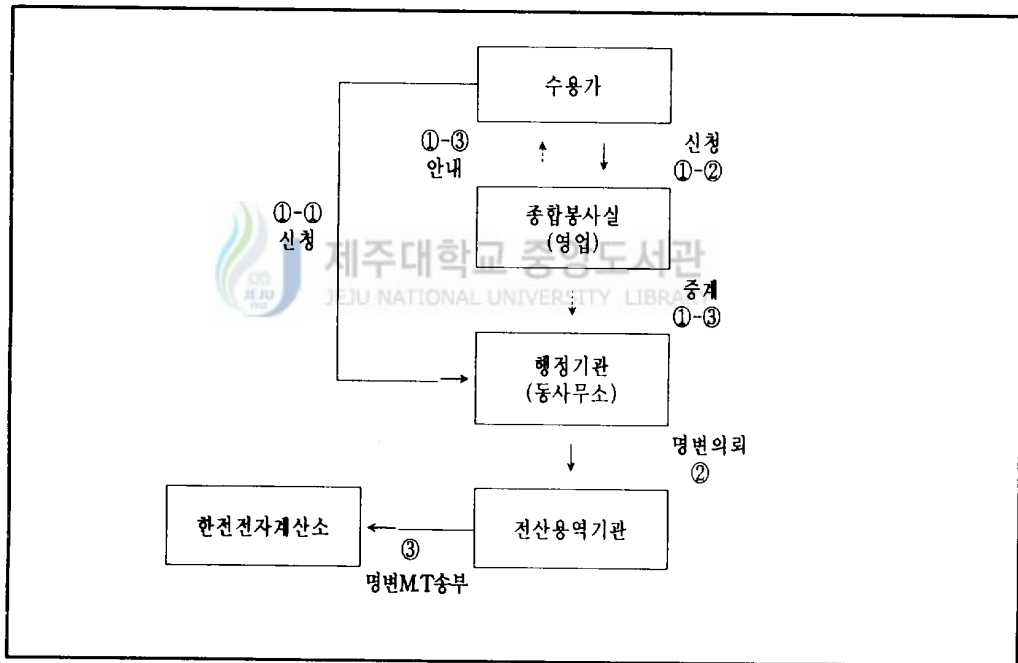 수용가
①-③
안내
신청
①-②
①-①
신청
종합봉사실
(영업)
제주대학교 중앙도서관
JEJU NATIONAL UNIVERSITY LIBRARY
JEJU
1952
중계
①-③
행정기관
(동사무소)
명변의뢰
②
한전전자계산소
전산용역기관
③
명변M.T송부